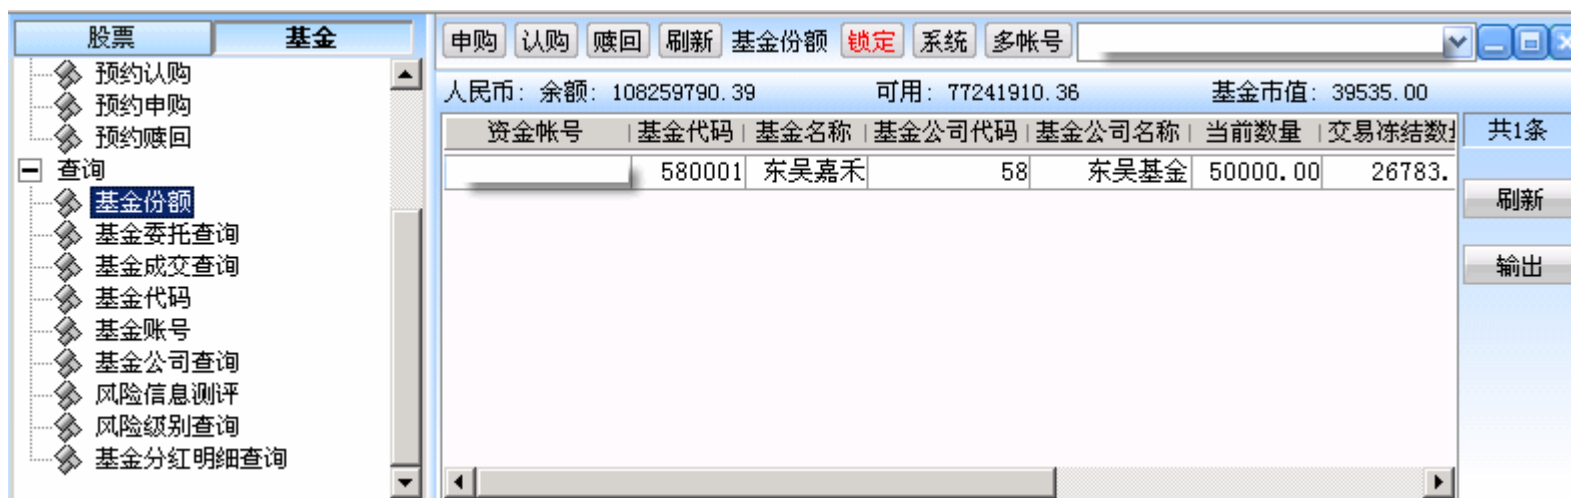 股票 基金
预约认购
预约申购
预约赎回
查询
基金份额
基金委托查询
基金成交查询
基金代码
基金账号
基金公司查询
风险信息测评
风险级别查询
基金分红明细查询
申购 认购 赎回 刷新 基金份额 锁定 系统 多帐号
人民币: 余额: 108259790.39 可用: 77241910.36 基金市值: 39535.00
资金帐号 基金代码 基金名称 基金公司代码 基金公司名称 当前数量 交易冻结数
580001 东吴嘉禾 58 东吴基金 50000.00 26783.
共1条
刷新
输出